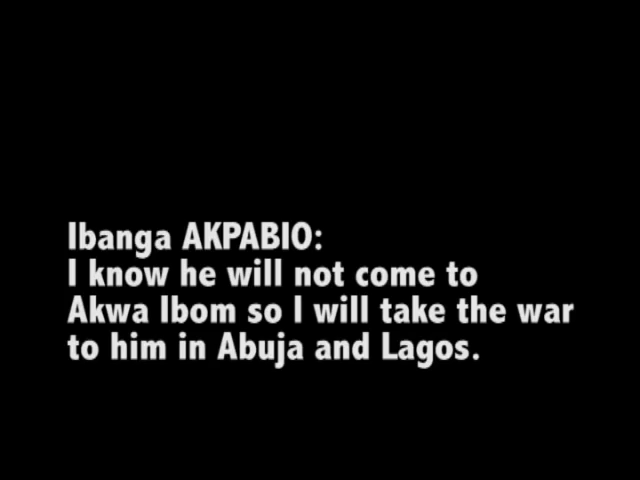 Ibanga AKPABIO:
I know he will not come to
Akwa Ibom so I will take the war
to him in Abuja and Lagos.